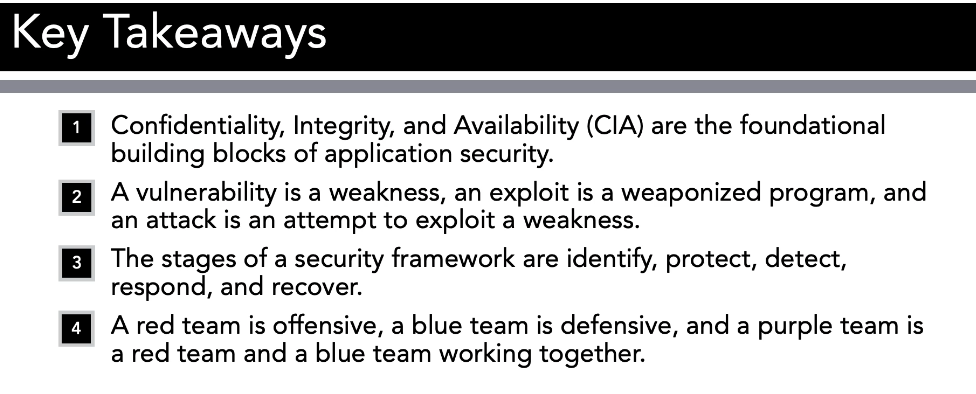 Key Takeaways
1 Confidentiality, Integrity, and Availability (CIA) are the foundational
building blocks of application security.
2 A vulnerability is a weakness, an exploit is a weaponized program, and
an attack is an attempt to exploit a weakness.
3 The stages of a security framework are identify, protect, detect,
respond, and recover.
4 A red team is offensive, a blue team is defensive, and a purple team is
a red team and a blue team working together.